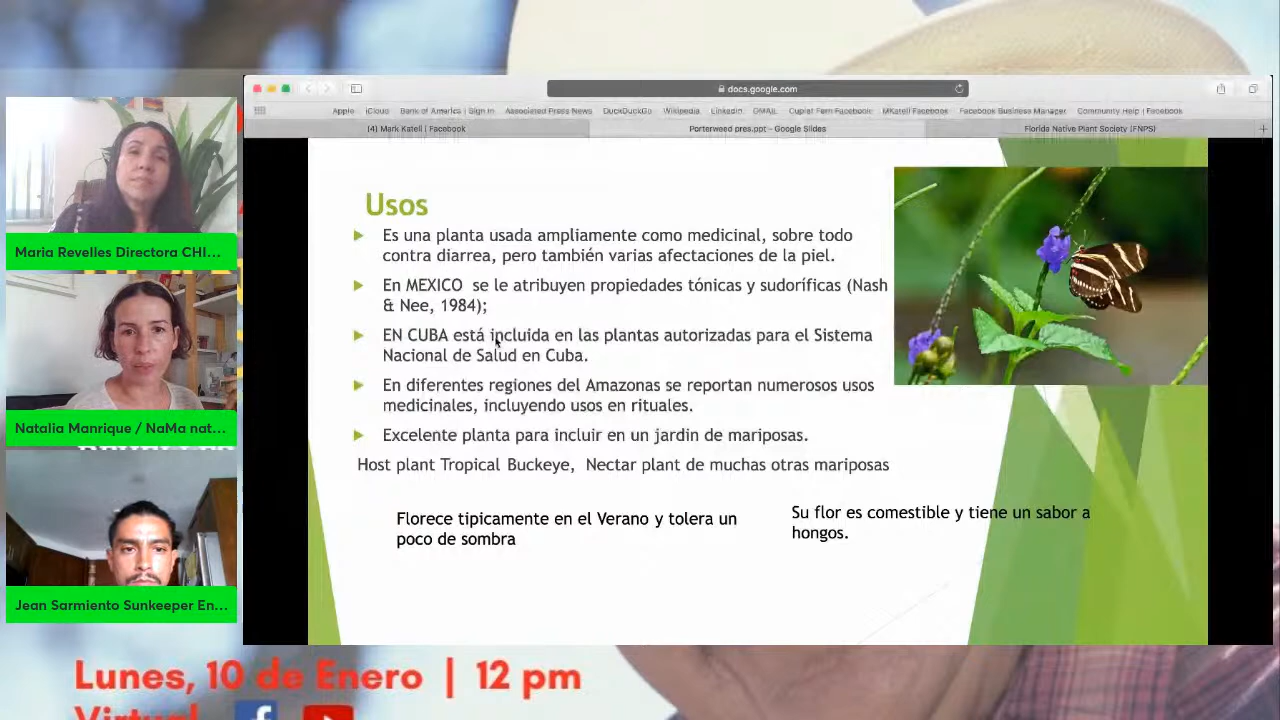 docs.google.com
Apple iCloud Bank of America | Sign In Associated Press News DuckDuckGo Wikipedia LinkedIn GMAIL Cuplet Fern Facebook MKatell Facebook Facebook Business Manager Community Help | Facebook
(4) Mark Katell | Facebook Porterweed pres.ppt - Google Slides Florida Native Plant Society (FNPS)
Maria Revelles Directora CHI...
Natalia Manrique / NaMa nat...
Jean Sarmiento Sunkeeper En...
Usos
Es una planta usada ampliamente como medicinal, sobre todo
contra diarrea, pero también varias afectaciones de la piel.
En MEXICO se le atribuyen propiedades tónicas y sudoríficas (Nash
& Nee, 1984);
EN CUBA está incluida en las plantas autorizadas para el Sistema
Nacional de Salud en Cuba.
En diferentes regiones del Amazonas se reportan numerosos usos
medicinales, incluyendo usos en rituales.
Excelente planta para incluir en un jardin de mariposas.
Host plant Tropical Buckeye, Nectar plant de muchas otras mariposas
Florece tipicamente en el Verano y tolera un
poco de sombra
Su flor es comestible y tiene un sabor a
hongos.
Lunes, 10 de Enero | 12 pm
Virtual